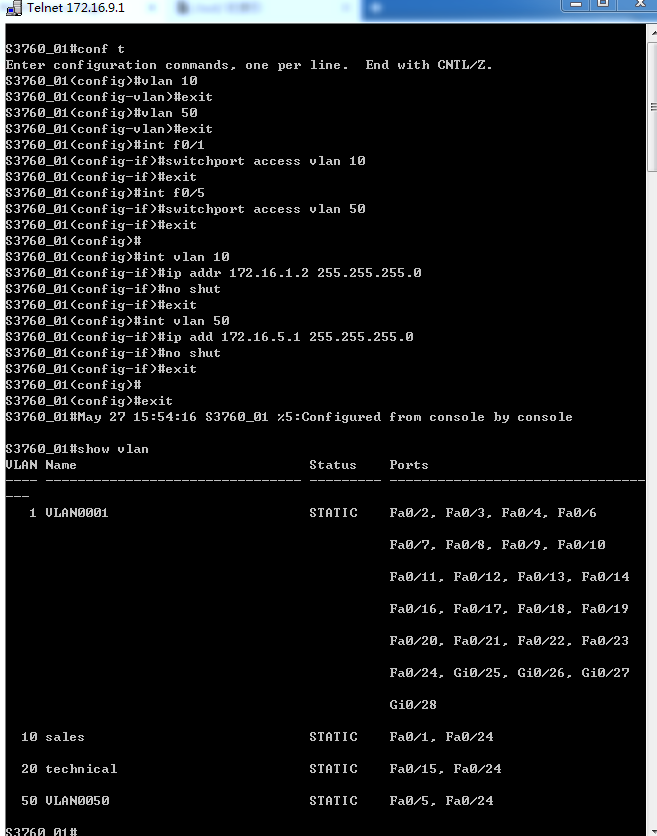 Telnet 172.16.9.1
S3760_01#conf t
Enter configuration commands, one per line.  End with CNTL/Z.
S3760_01(config)#vlan 10
S3760_01(config-vlan)#exit
S3760_01(config)#vlan 50
S3760_01(config-vlan)#exit
S3760_01(config)#int f0/1
S3760_01(config-if)#switchport access vlan 10
S3760_01(config-if)#exit
S3760_01(config)#int f0/5
S3760_01(config-if)#switchport access vlan 50
S3760_01(config-if)#exit
S3760_01(config)#
S3760_01(config)#int vlan 10
S3760_01(config-if)#ip addr 172.16.1.2 255.255.255.0
S3760_01(config-if)#no shut
S3760_01(config-if)#exit
S3760_01(config)#int vlan 50
S3760_01(config-if)#ip add 172.16.5.1 255.255.255.0
S3760_01(config-if)#no shut
S3760_01(config-if)#exit
S3760_01(config)#
S3760_01(config)#exit
S3760_01#May 27 15:54:16 S3760_01 %5:Configured from console by console
S3760_01#show vlan
VLAN Name                             Status    Ports
---- -------------------------------- --------- --------------------------------
---
   1 VLAN0001                         STATIC    Fa0/2, Fa0/3, Fa0/4, Fa0/6
                                                Fa0/7, Fa0/8, Fa0/9, Fa0/10
                                                Fa0/11, Fa0/12, Fa0/13, Fa0/14
                                                Fa0/16, Fa0/17, Fa0/18, Fa0/19
                                                Fa0/20, Fa0/21, Fa0/22, Fa0/23
                                                Fa0/24, Gi0/25, Gi0/26, Gi0/27
                                                Gi0/28
  10 sales                            STATIC    Fa0/1, Fa0/24
  20 technical                        STATIC    Fa0/15, Fa0/24
  50 VLAN0050                         STATIC    Fa0/5, Fa0/24
S3760_01#